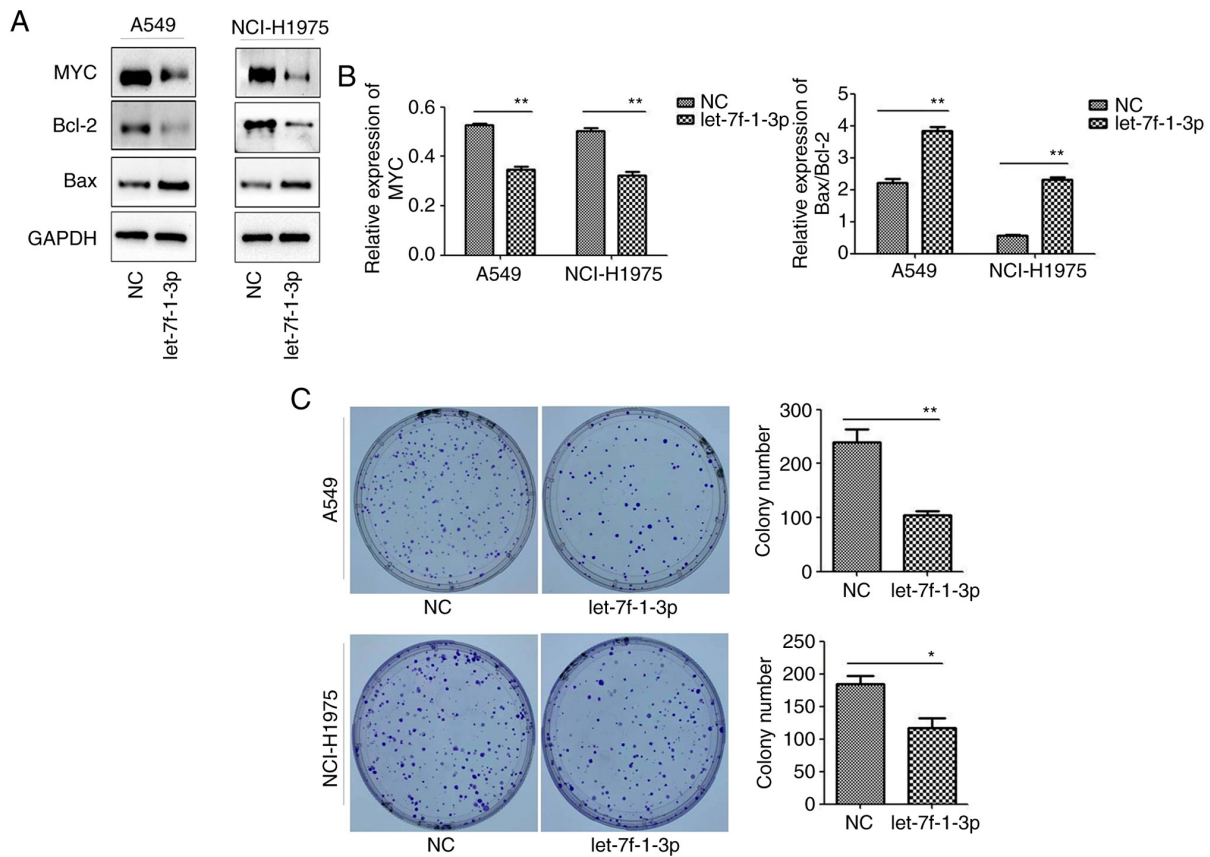 A
A549
NCI-H1975
MYC
Bcl-2
Bax
GAPDH
NC
let-7f-1-3p
NC
let-7f-1-3p
B
Relative expression of
MYC
0.6
0.4
0.2
0.0
**
**
A549
NCI-H1975
NC
let-7f-1-3p
Relative expression of
Bax/Bcl-2
5
4
3
2
1
0
**
**
A549
NCI-H1975
NC
let-7f-1-3p
C
A549
NC
let-7f-1-3p
Colony number
300
200
100
0
**
NC
let-7f-1-3p
NCI-H1975
NC
let-7f-1-3p
Colony number
250
200
150
100
50
0
*
NC
let-7f-1-3p